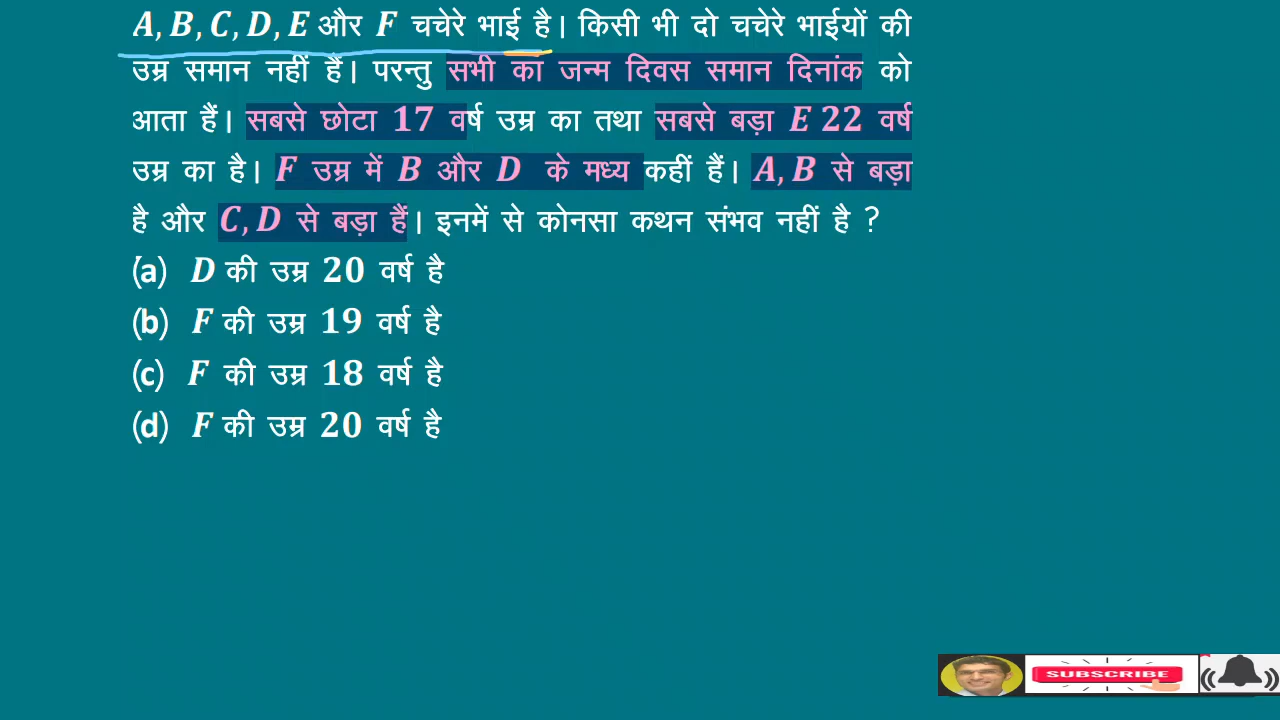 A, B, C, D, E और F चचेरे भाई है। किसी भी दो चचेरे भाईयों की
उम्र समान नहीं हैं। परन्तु सभी का जन्म दिवस समान दिनांक को
आता हैं। सबसे छोटा 17 वर्ष उम्र का तथा सबसे बड़ा E 22 वर्ष
उम्र का है। F उम्र में B और D के मध्य कहीं हैं। A, B से बड़ा
है और C, D से बड़ा हैं। इनमें से कोनसा कथन संभव नहीं है ?
(a) D की उम्र 20 वर्ष है
(b) F की उम्र 19 वर्ष है
(c) F की उम्र 18 वर्ष है
(d) F की उम्र 20 वर्ष है
SUBSCRIBE